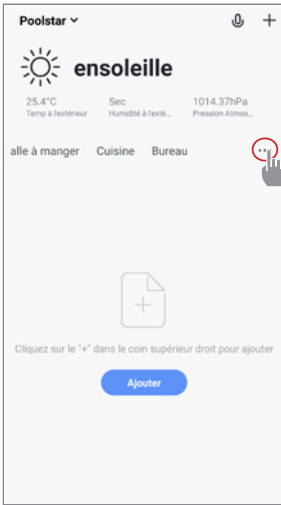 Poolstar
ensoleille
25.4°C Sec 1014.37hPa
Temp à l'extérieur Humidité à l'exté... Pression Atmos...
alle à manger Cuisine Bureau
Cliquez sur le "+" dans le coin supérieur droit pour ajouter
Ajouter